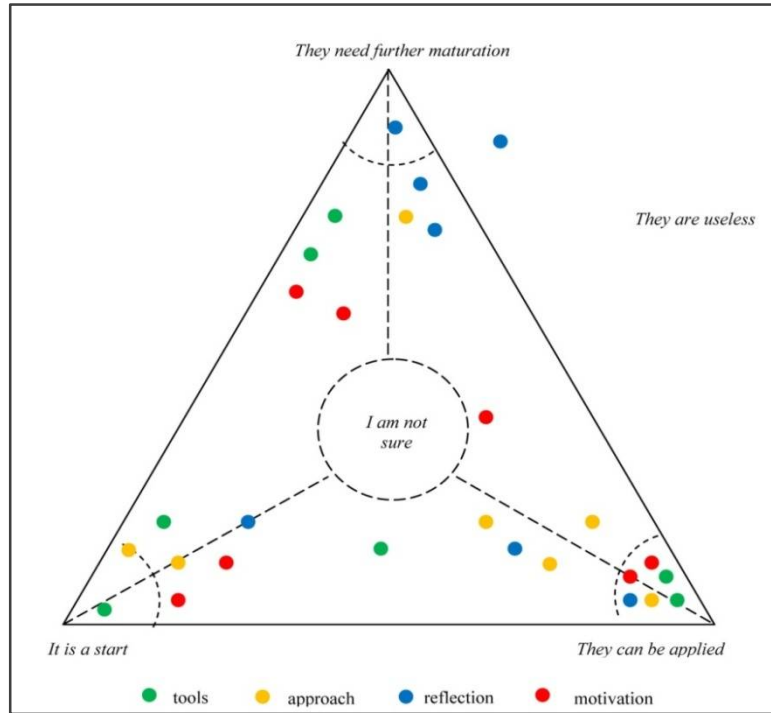 They need further maturation
They are useless
I am not
sure
It is a start
They can be applied
tools
approach
reflection
motivation